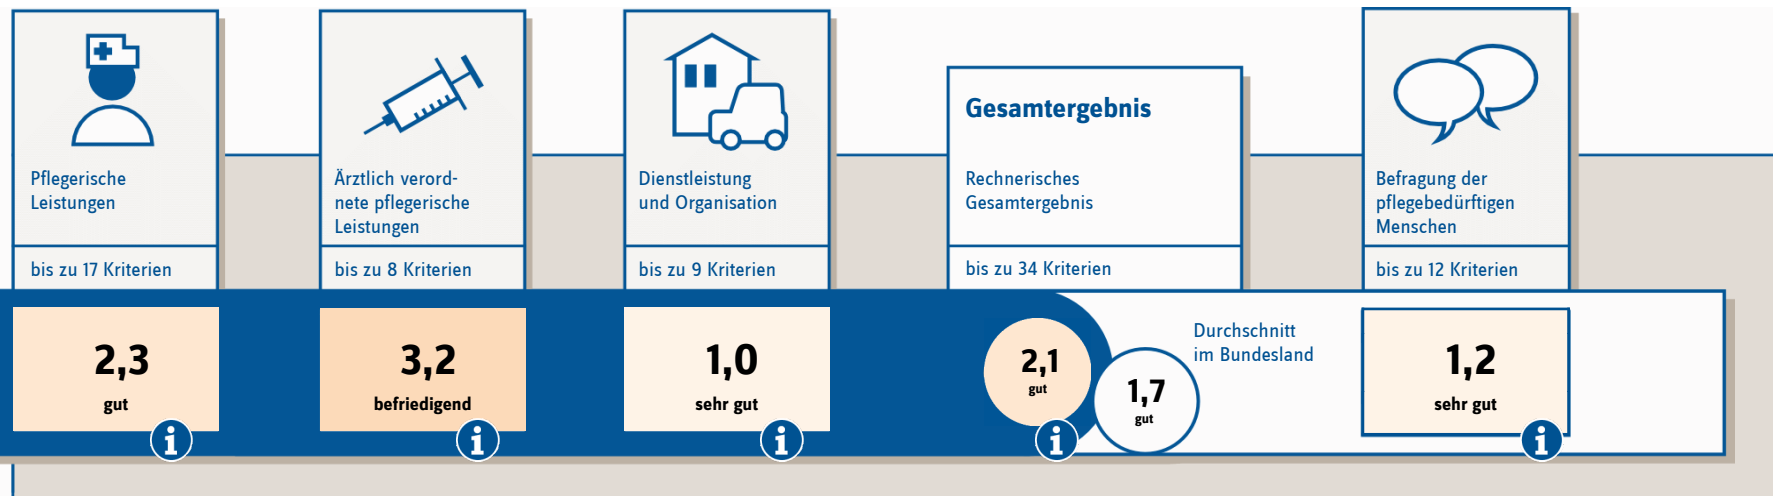 Pflegerische
Leistungen
bis zu 17 Kriterien
2,3
gut
i
Ärztlich verord-
nete pflegerische
Leistungen
bis zu 8 Kriterien
3,2
befriedigend
i
Dienstleistung
und Organisation
bis zu 9 Kriterien
1,0
sehr gut
i
Gesamtergebnis
Rechnerisches
Gesamtergebnis
bis zu 34 Kriterien
2,1
gut
i
1,7
gut
Durchschnitt
im Bundesland
Befragung der
pflegebedürftigen
Menschen
bis zu 12 Kriterien
1,2
sehr gut
i